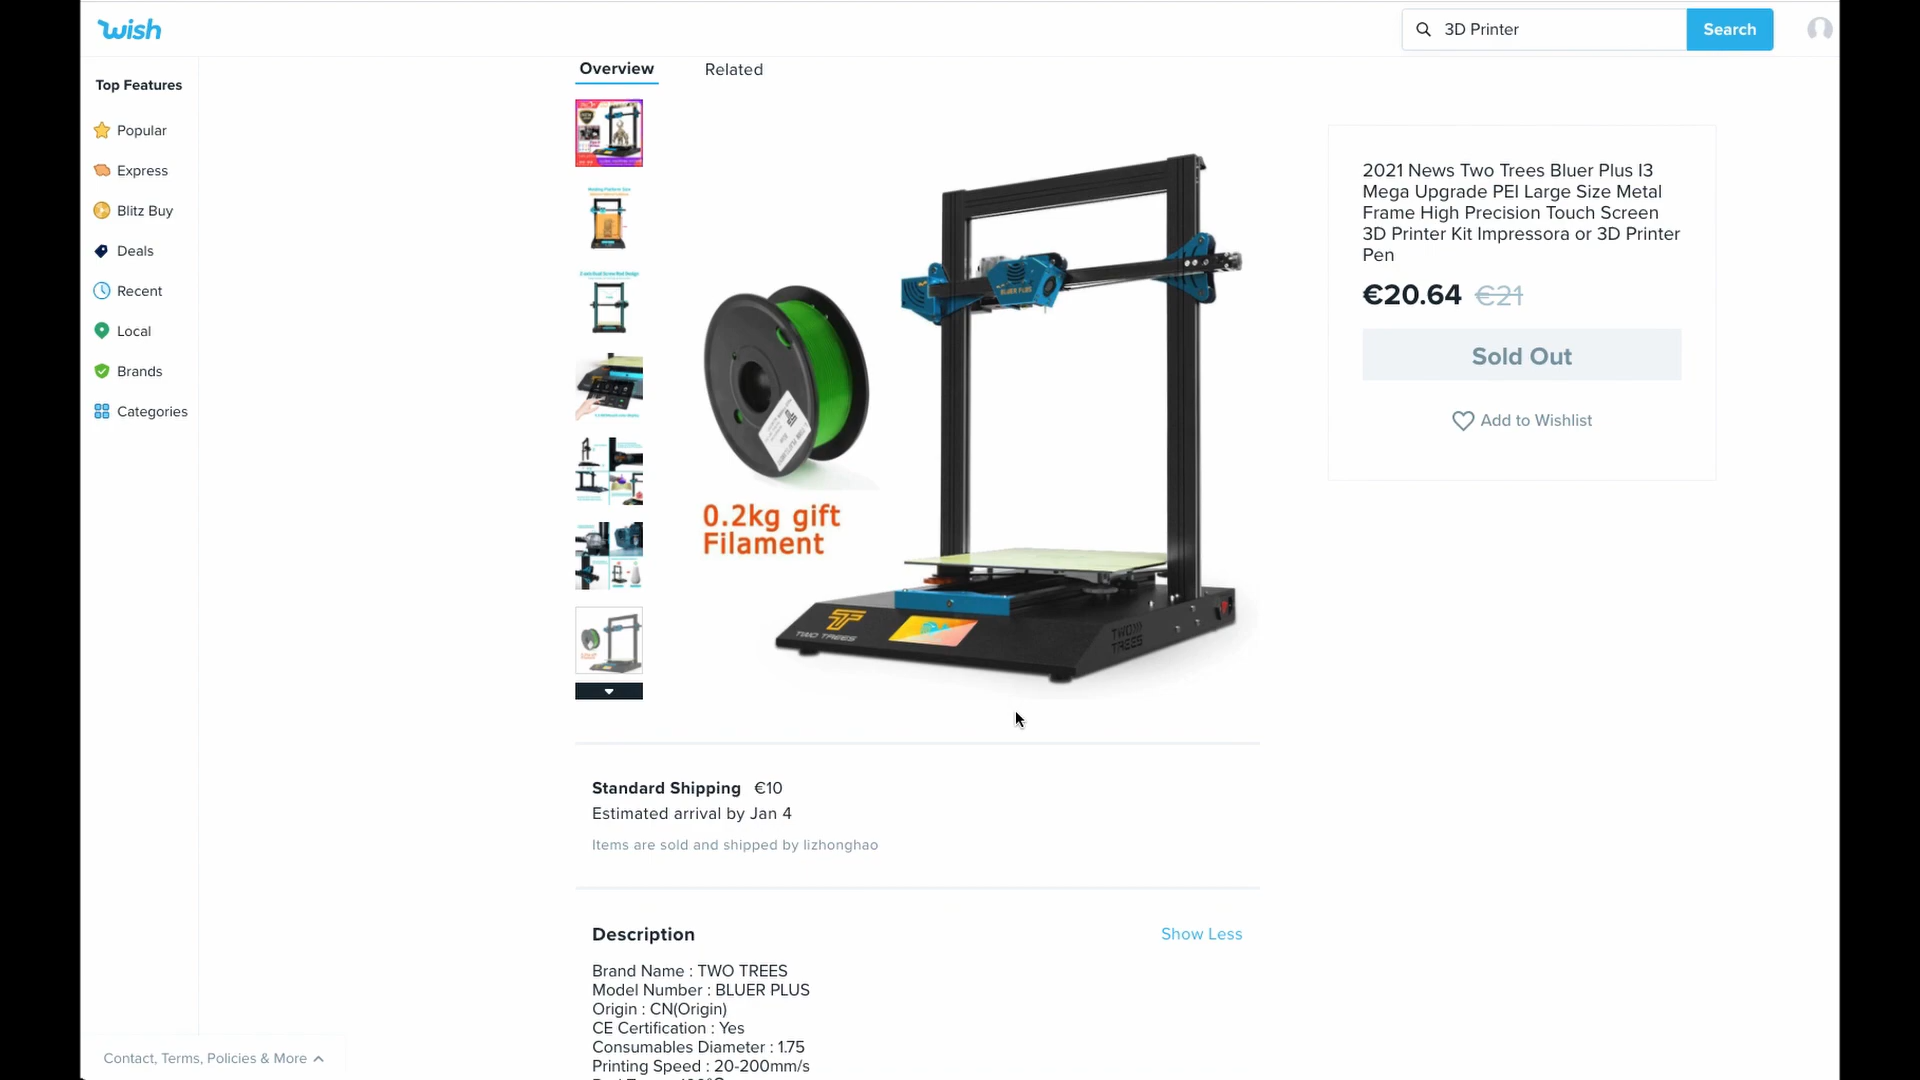 wish
3D Printer
Search
Top Features
Popular
Express
Blitz Buy
Deals
Recent
Local
Brands
Categories
Overview
Related
0.2kg gift
Filament
BLUER PLUS
TWO TREES
TWO
TREES
2021 News Two Trees Bluer Plus I3
Mega Upgrade PEI Large Size Metal
Frame High Precision Touch Screen
3D Printer Kit Impressora or 3D Printer
Pen
€20.64 €21
Sold Out
Add to Wishlist
Standard Shipping €10
Estimated arrival by Jan 4
Items are sold and shipped by lizhonghao
Description
Show Less
Brand Name : TWO TREES
Model Number : BLUER PLUS
Origin : CN(Origin)
CE Certification : Yes
Consumables Diameter : 1.75
Printing Speed : 20-200mm/s
Contact, Terms, Policies & More